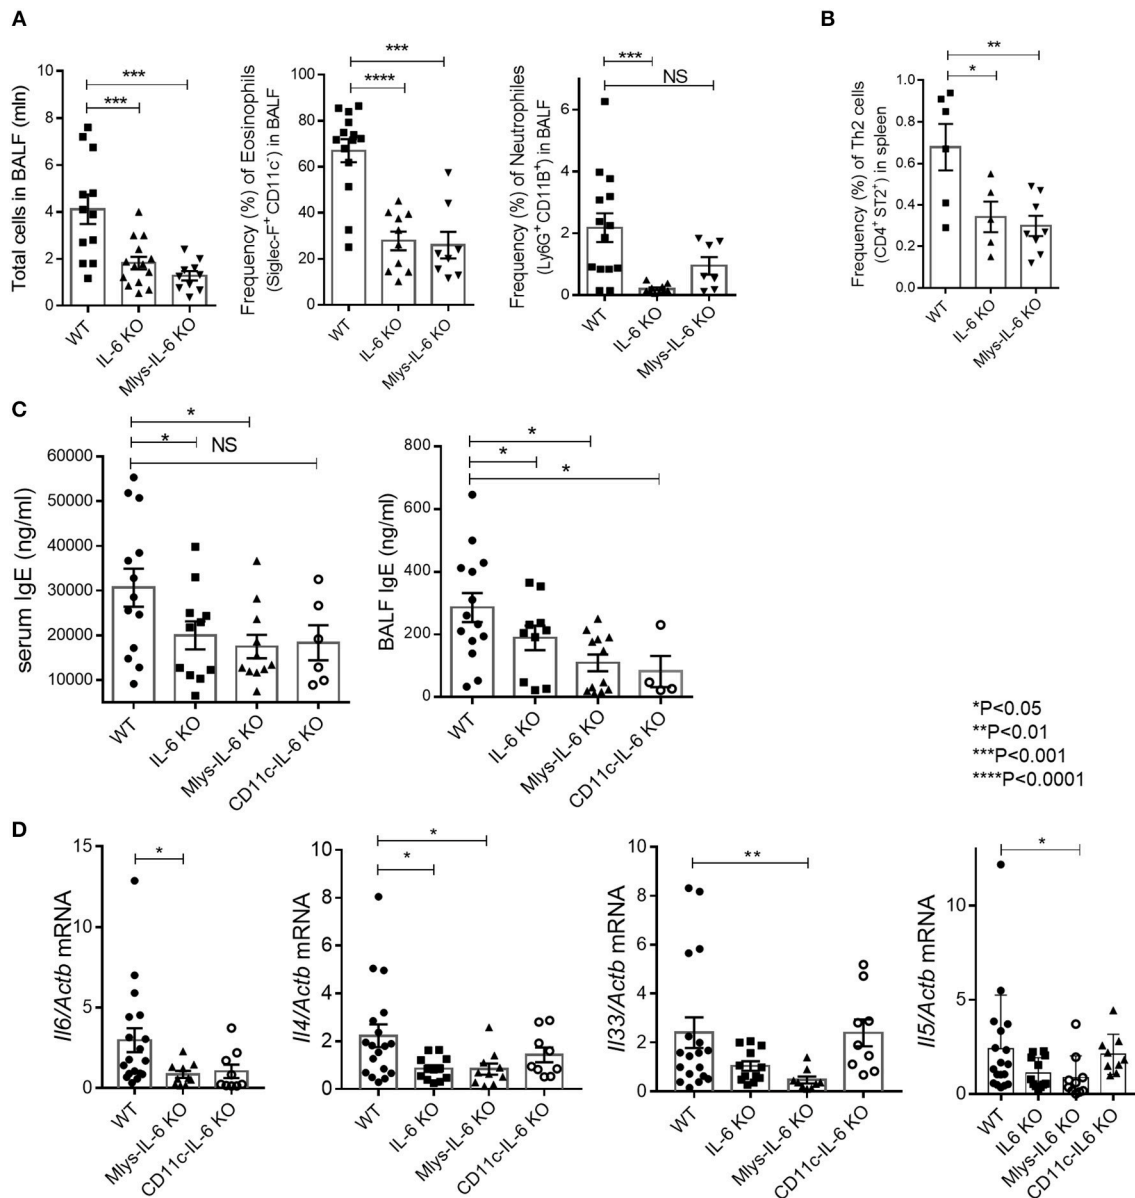 A
B
Total cells in BALF (mln)
10
8
6
4
2
0
***
***
WT
IL-6 KO
Mlys-IL-6 KO
Frequency (%) of Eosinophils
(Siglec-F+ CD11c-) in BALF
100
80
60
40
20
0
***
****
WT
IL-6 KO
Mlys-IL-6 KO
Frequency (%) of Neutrophiles
(Ly6G+ CD11B+) in BALF
6
4
2
0
***
NS
WT
IL-6 KO
Mlys-IL-6 KO
Frequency (%) of Th2 cells
(CD4+ ST2+) in spleen
1.0
0.8
0.6
0.4
0.2
0.0
**
*
WT
IL-6 KO
Mlys-IL-6 KO
C
serum IgE (ng/ml)
60000
50000
40000
30000
20000
10000
*
*
NS
WT
IL-6 KO
Mlys-IL-6 KO
CD11c-IL-6 KO
BALF IgE (ng/ml)
800
600
400
200
0
*
*
*
WT
IL-6 KO
Mlys-IL-6 KO
CD11c-IL-6 KO
*P<0.05
**P<0.01
***P<0.001
****P<0.0001
D
Il6/Actb mRNA
15
10
5
0
*
WT
Mlys-IL-6 KO
CD11c-IL-6 KO
Il4/Actb mRNA
10
8
6
4
2
0
*
*
WT
IL-6 KO
Mlys-IL-6 KO
CD11c-IL-6 KO
Il33/Actb mRNA
10
8
6
4
2
0
**
WT
IL-6 KO
Mlys-IL-6 KO
CD11c-IL-6 KO
Il5/Actb mRNA
10
5
0
*
WT
IL6 KO
Mlys-IL-6 KO
CD11c-IL6 KO